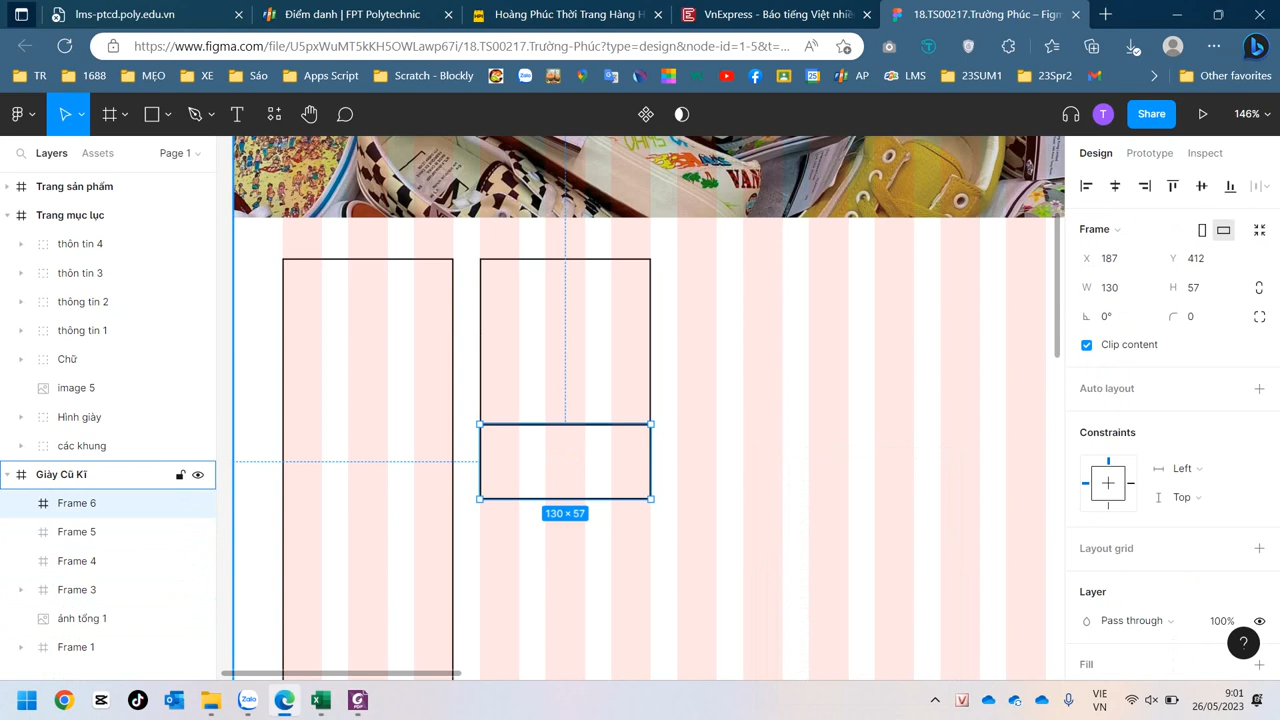 lms-ptcd.poly.edu.vn
Điểm danh | FPT Polytechnic
Hoàng Phúc Thời Trang Hàng H
VnExpress - Báo tiếng Việt nhiề
18.TS00217.Trường Phúc – Figm
https://www.figma.com/file/U5pxWuMT5kKH5OWLawp67i/18.TS00217.Trường-Phúc?type=design&node-id=1-5&t=...
TR
1688
MẸO
XE
Sáo
Apps Script
Scratch - Blockly
AP
LMS
23SUM1
23Spr2
Other favorites
T
Share
146%
Layers
Assets
Page 1
Design
Prototype
Inspect
Trang sản phẩm
Trang mục lục
thôn tin 4
thôn tin 3
thông tin 2
thông tin 1
Chữ
image 5
Hình giày
các khung
Giày Cũ Kĩ
Frame 6
Frame 5
Frame 4
Frame 3
ảnh tổng 1
Frame 1
VANS
130 × 57
Frame
X 187
Y 412
W 130
H 57
0°
0
Clip content
Auto layout
Constraints
Left
Top
Layout grid
Layer
Pass through
100%
Fill
?
VIE
VN
9:01
26/05/2023